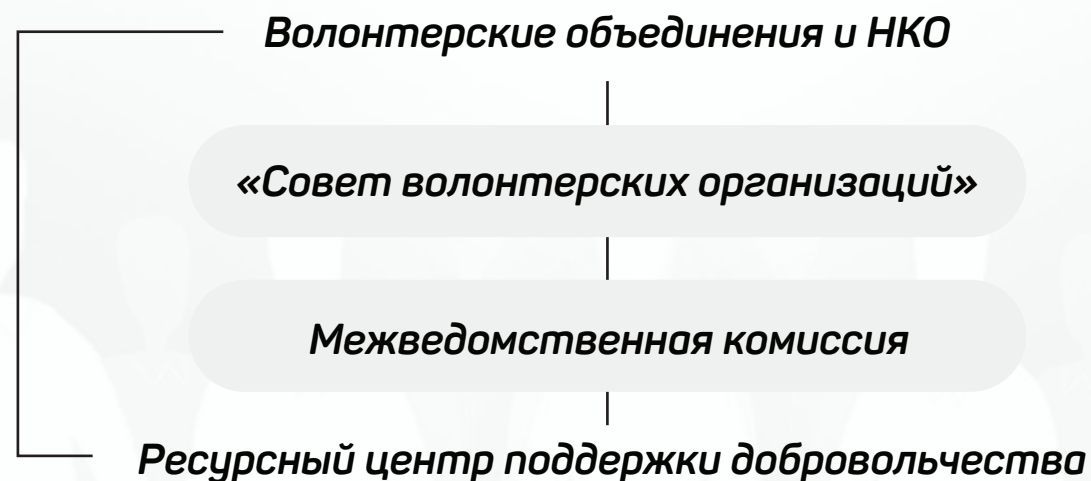 Волонтерские объединения и НКО
«Совет волонтерских организаций»
Межведомственная комиссия
Ресурсный центр поддержки добровольчества